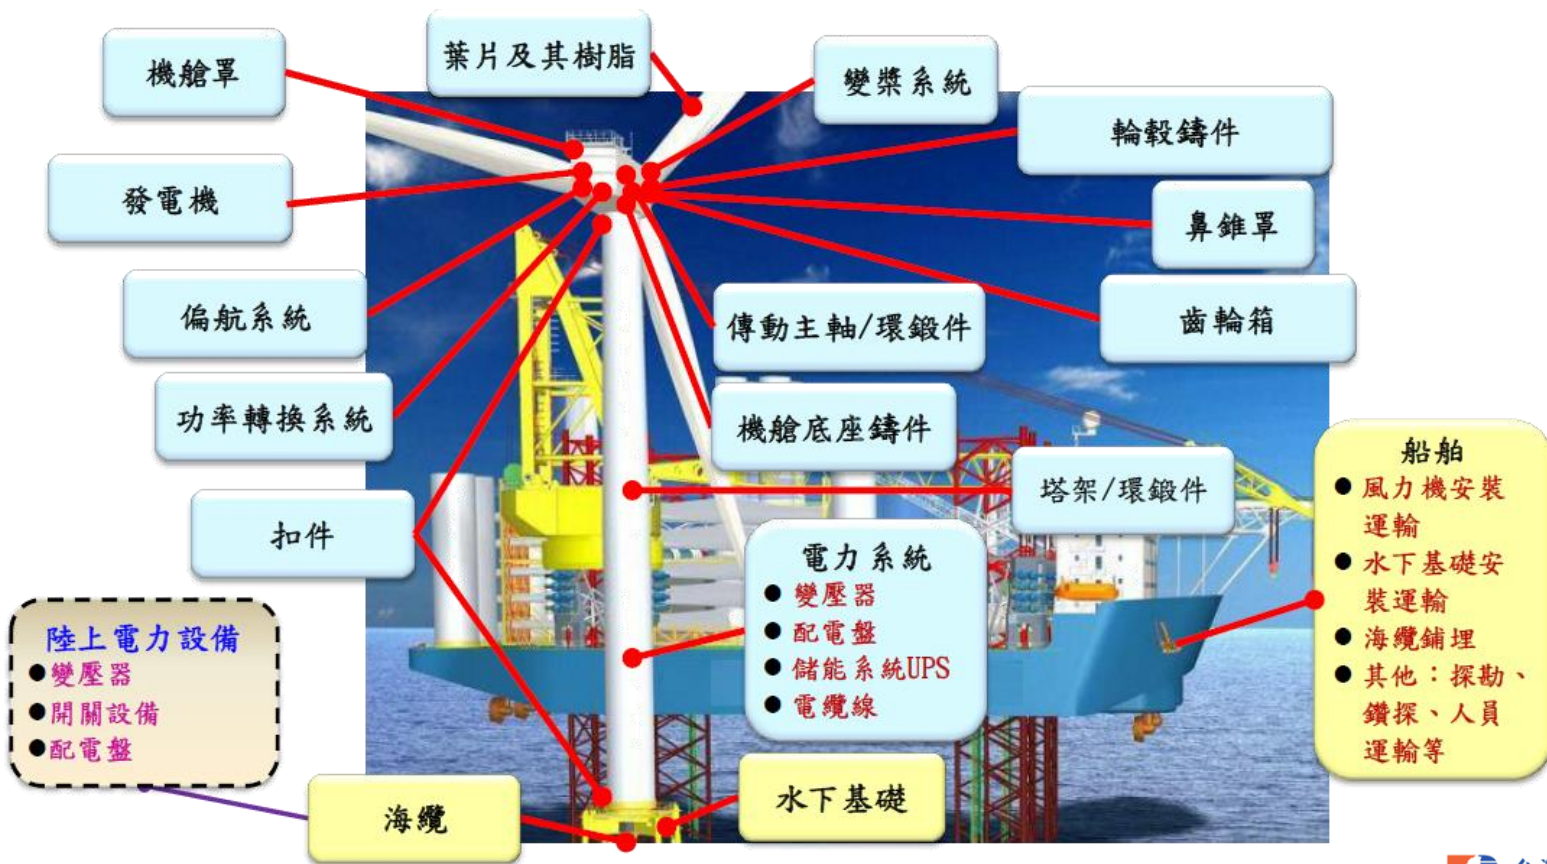 機艙罩
葉片及其樹脂
變槳系統
輪轂鑄件
發電機
鼻錐罩
偏航系統
傳動主軸/環鍛件
齒輪箱
功率轉換系統
機艙底座鑄件
塔架/環鍛件
扣件
電力系統
● 變壓器
● 配電盤
● 儲能系統UPS
● 電纜線
船舶
● 風力機安裝
運輸
● 水下基礎安
裝運輸
● 海纜鋪埋
● 其他：探勘、
鑽探、人員
運輸等
陸上電力設備
●變壓器
●開關設備
●配電盤
海纜
水下基礎